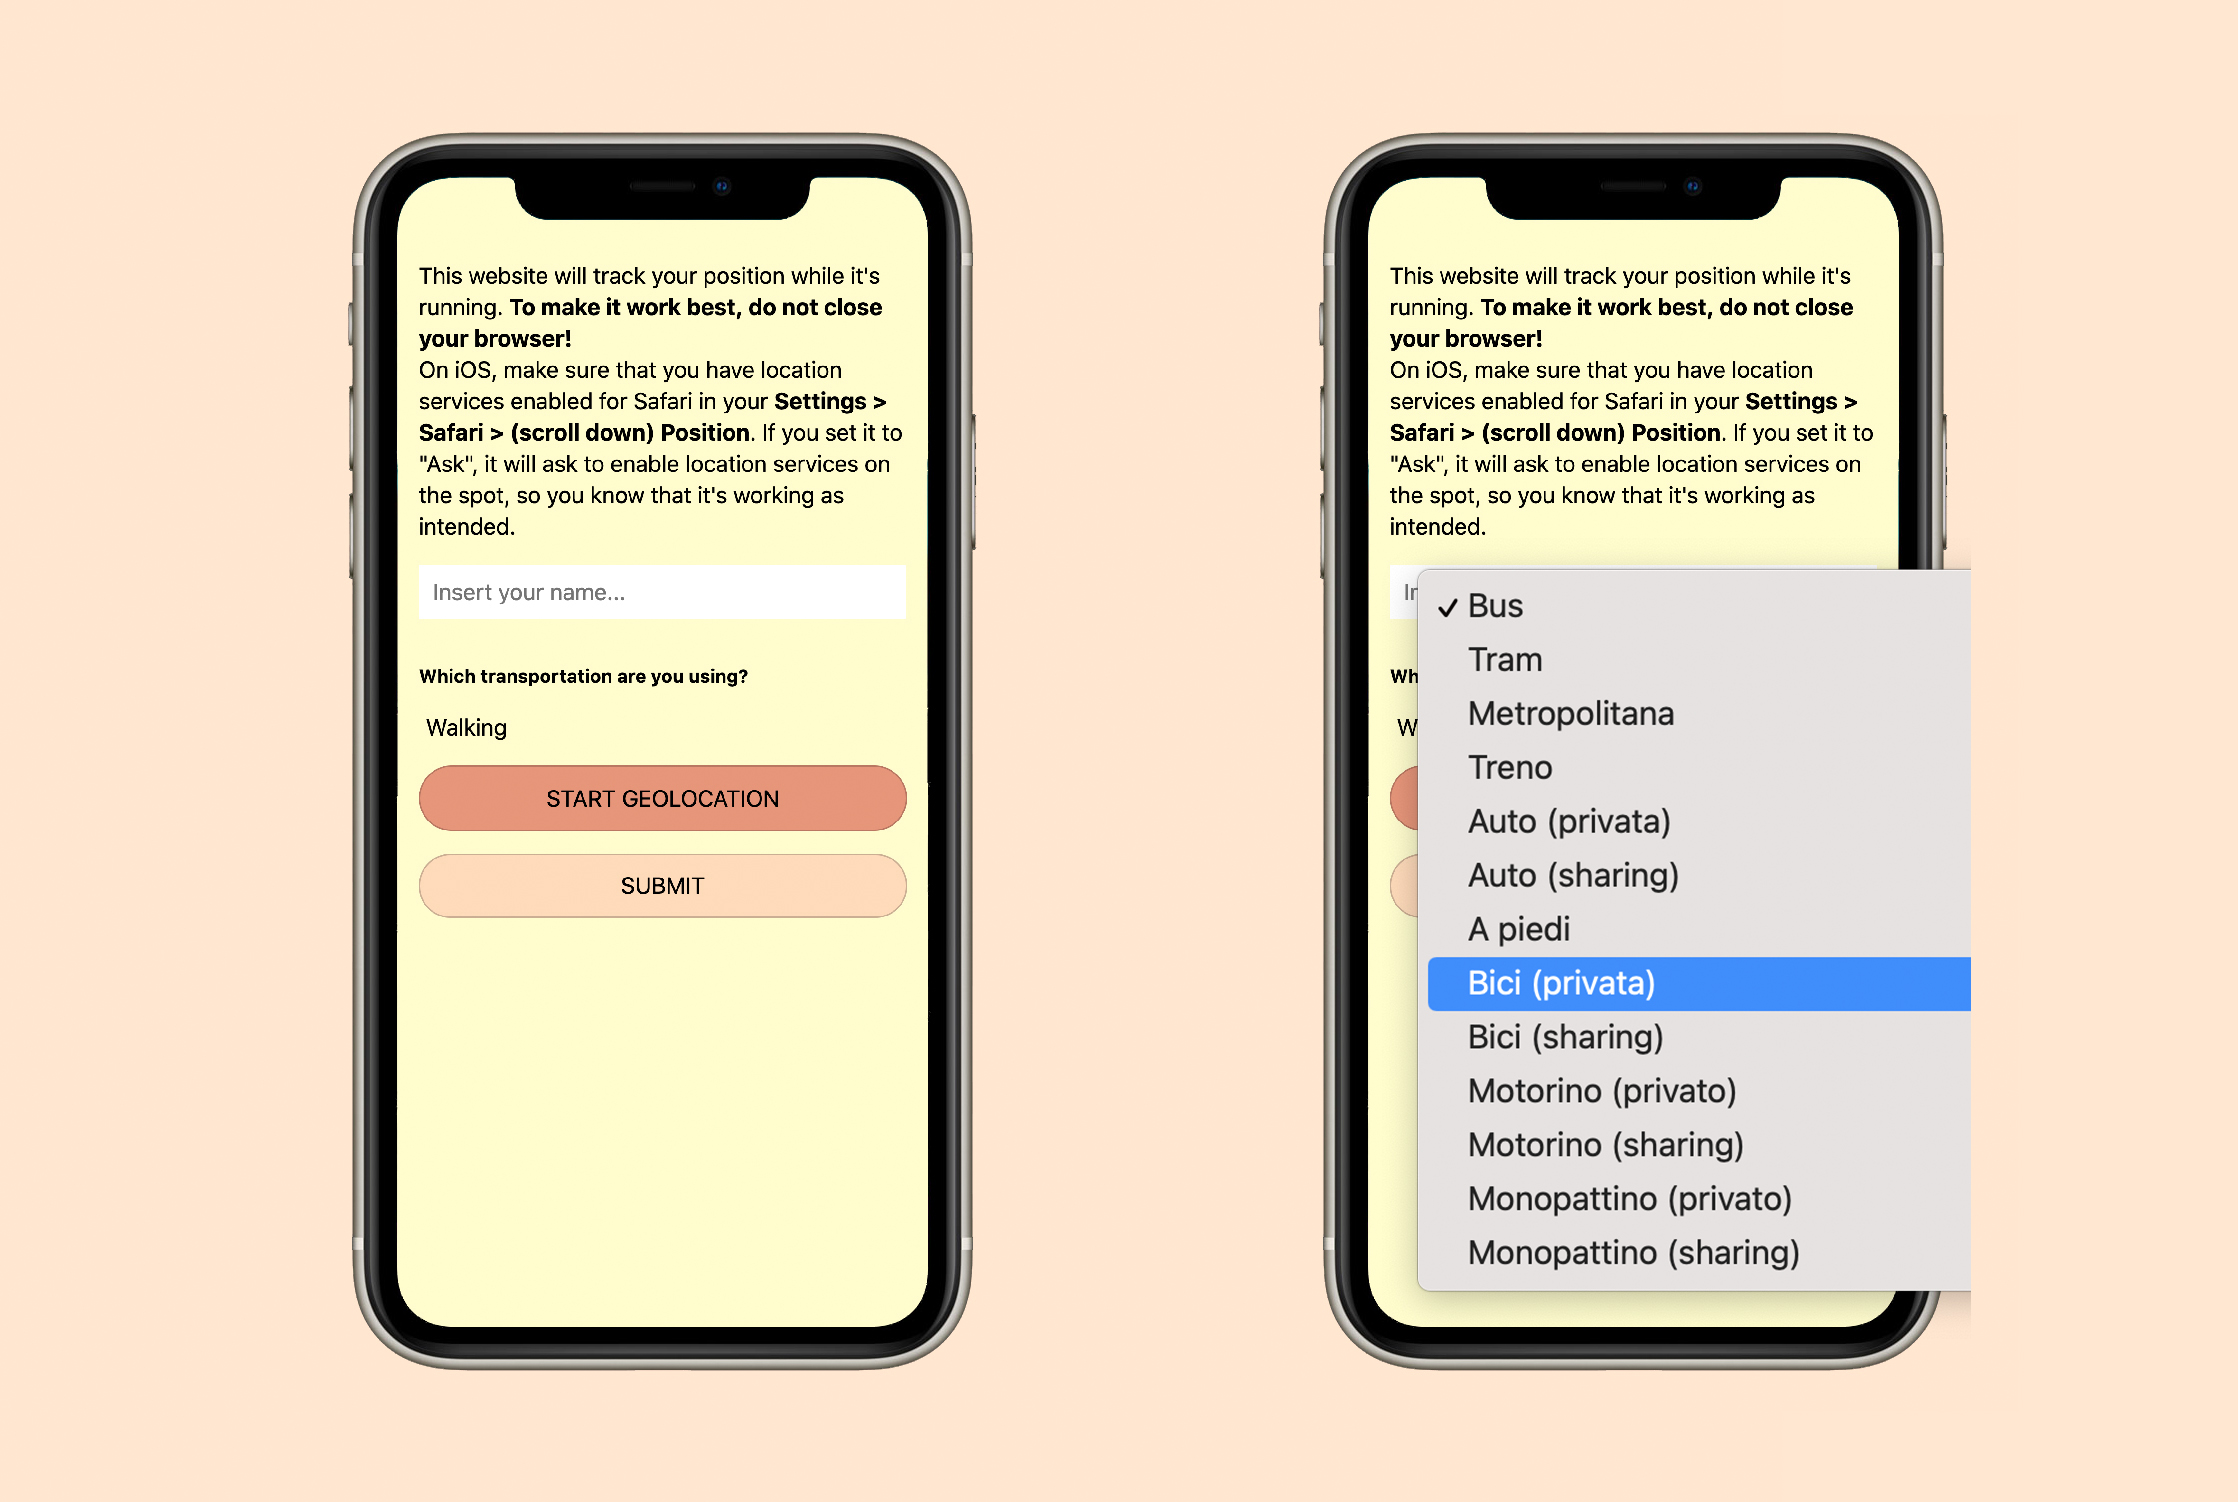 This website will track your position while it's
running. To make it work best, do not close
your browser!
On iOS, make sure that you have location
services enabled for Safari in your Settings >
Safari > (scroll down) Position. If you set it to
"Ask", it will ask to enable location services on
the spot, so you know that it's working as
intended.
Insert your name...
Which transportation are you using?
Walking
START GEOLOCATION
SUBMIT
This website will track your position while it's
running. To make it work best, do not close
your browser!
On iOS, make sure that you have location
services enabled for Safari in your Settings >
Safari > (scroll down) Position. If you set it to
"Ask", it will ask to enable location services on
the spot, so you know that it's working as
intended.
✓ Bus
Tram
Metropolitana
Treno
Auto (privata)
Auto (sharing)
A piedi
Bici (privata)
Bici (sharing)
Motorino (privato)
Motorino (sharing)
Monopattino (privato)
Monopattino (sharing)